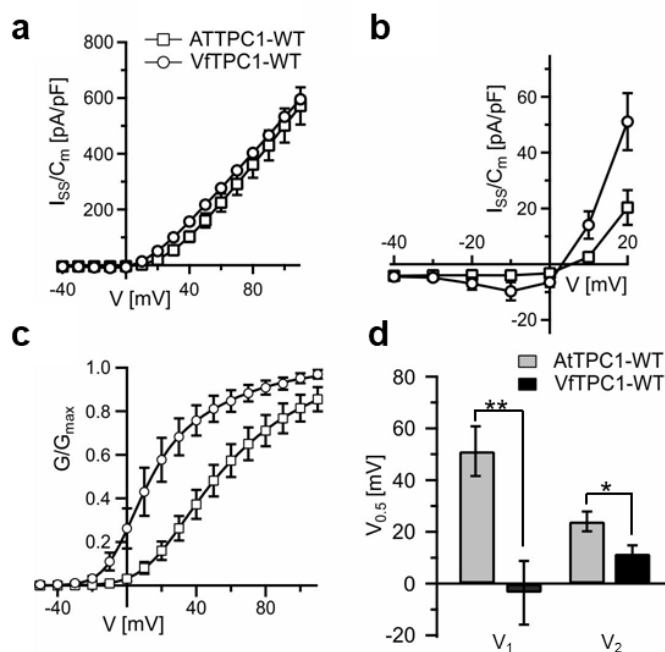 a
800
600
400
200
I_SS/C_m [pA/pF]
ATTPC1-WT
VfTPC1-WT
-40
0
40
80
V [mV]
b
60
40
20
-20
I_SS/C_m [pA/pF]
-40
-20
20
V [mV]
c
1.0
0.8
0.6
0.4
0.2
G/G_max
-40
0
40
80
V [mV]
d
AtTPC1-WT
VfTPC1-WT
80
60
40
20
0
-20
V_0.5 [mV]
**
*
V_1
V_2